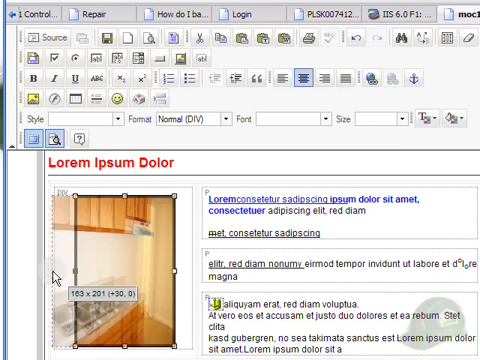 1 Control...
Repair
How do I ba...
Login
PLSK007412...
IIS 6.0 F1: ...
moc1
Source
ABC
Style
Format
Normal (DIV)
Font
Size
Lorem Ipsum Dolor
DIV
P
Loremconsetetur sadipscing ipsum dolor sit amet,
consectetuer adipiscing elit, red diam
met, consetetur sadipscing
P
elitr, red diam nonumy eirmod tempor invidunt ut labore et dolore
magna
P
aliquyam erat, red diam voluptua.
At vero eos et accusam et justo duo dolores et ea rebum. Stet
clita
kasd gubergren, no sea takimata sanctus est Lorem ipsum dolor
sit amet.Lorem ipsum dolor sit a
163 x 201 (+30, 0)